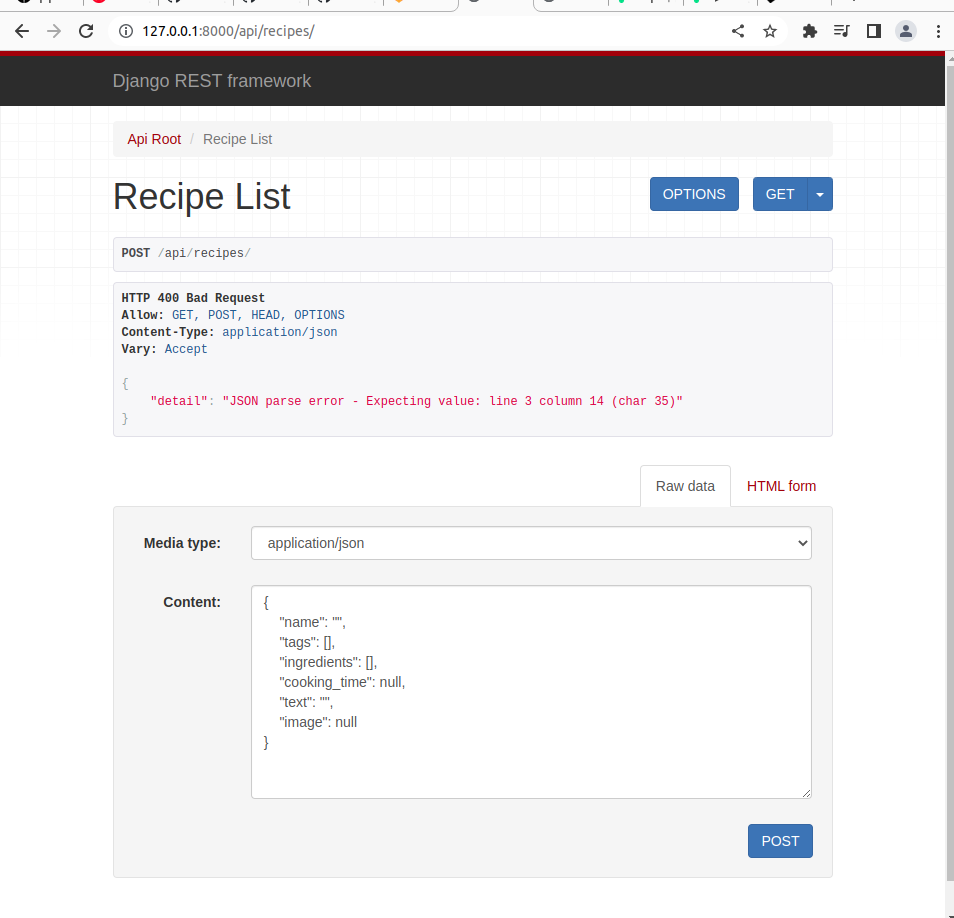 127.0.0.1:8000/api/recipes/
Django REST framework
Api Root / Recipe List
Recipe List
OPTIONS
GET
POST /api/recipes/
HTTP 400 Bad Request
Allow: GET, POST, HEAD, OPTIONS
Content-Type: application/json
Vary: Accept
{
    "detail": "JSON parse error - Expecting value: line 3 column 14 (char 35)"
}
Raw data
HTML form
Media type:
application/json
Content:
{
    "name": "",
    "tags": [],
    "ingredients": [],
    "cooking_time": null,
    "text": "",
    "image": null
}
POST